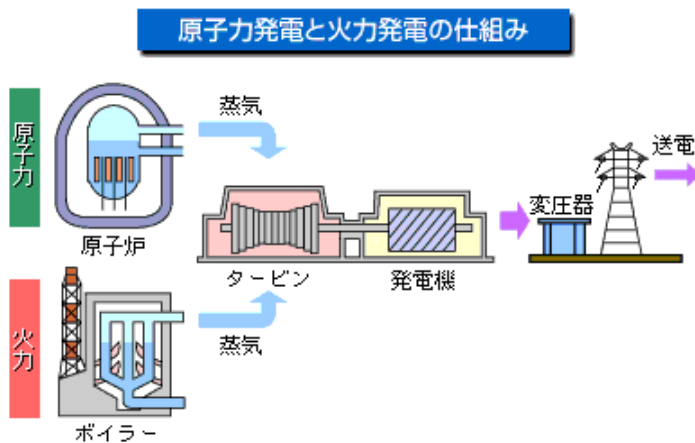 原子力発電と火力発電の仕組み
原子力
蒸気
原子炉
タービン
発電機
変圧器
送電
火力
蒸気
ボイラー